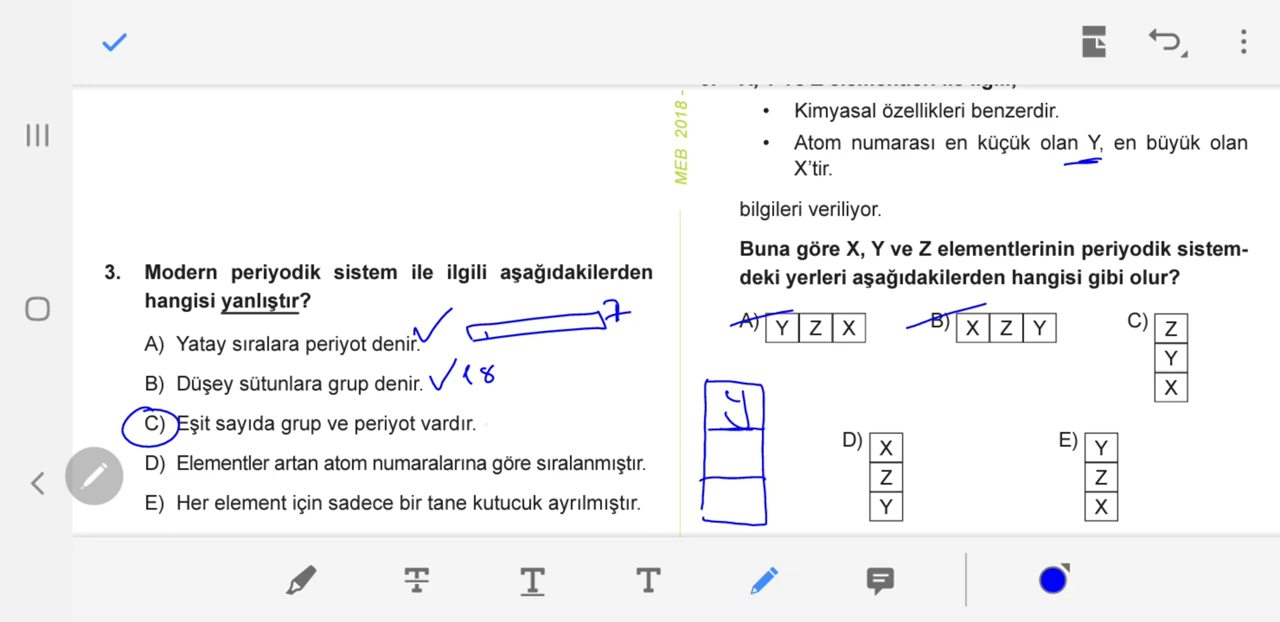 MEB 2018 -
3. Modern periyodik sistem ile ilgili aşağıdakilerden
hangisi yanlıştır?
7
A) Yatay sıralara periyot denir.
B) Düşey sütunlara grup denir. 18
C) Eşit sayıda grup ve periyot vardır.
D) Elementler artan atom numaralarına göre sıralanmıştır.
E) Her element için sadece bir tane kutucuk ayrılmıştır.
• Kimyasal özellikleri benzerdir.
• Atom numarası en küçük olan Y, en büyük olan
X’tir.
bilgileri veriliyor.
Buna göre X, Y ve Z elementlerinin periyodik sistem-
deki yerleri aşağıdakilerden hangisi gibi olur?
A) Y Z X
B) X Z Y
C) Z
Y
X
Y
D) X
Z
Y
E) Y
Z
X
T T T